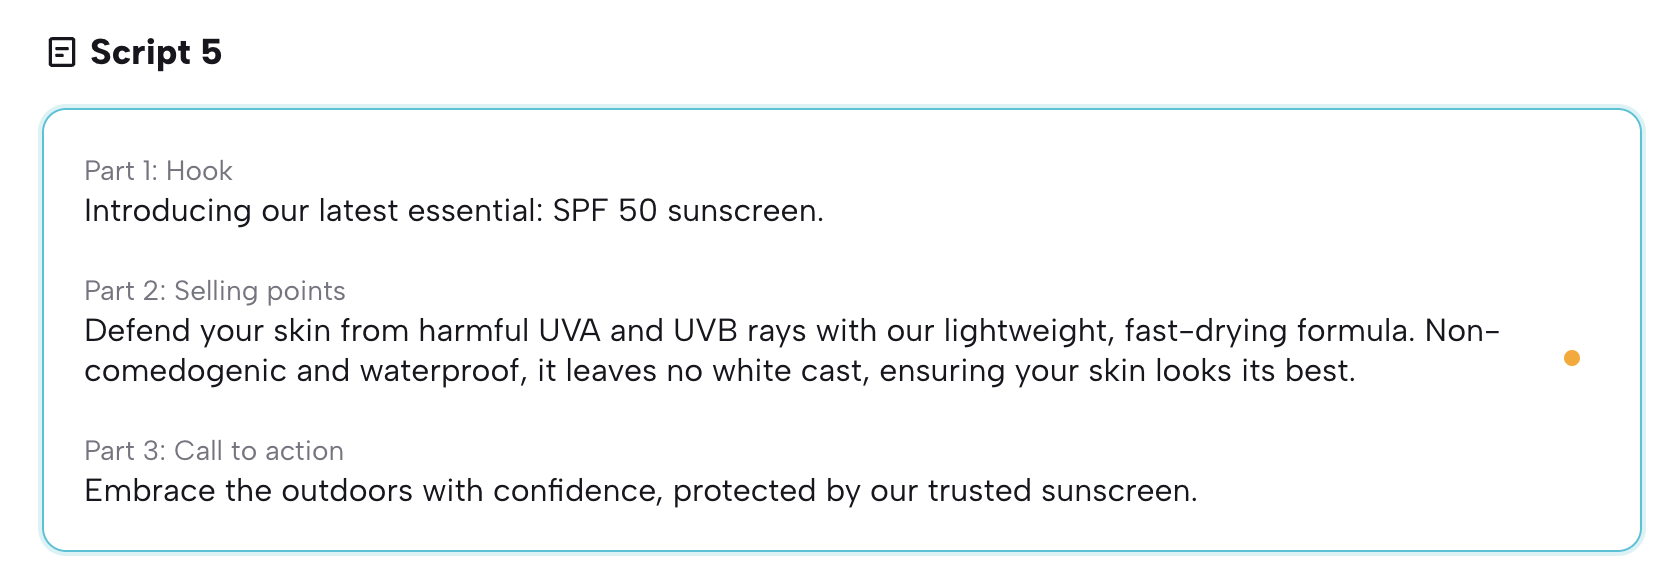 Script 5
Part 1: Hook
Introducing our latest essential: SPF 50 sunscreen.
Part 2: Selling points
Defend your skin from harmful UVA and UVB rays with our lightweight, fast-drying formula. Non-
comedogenic and waterproof, it leaves no white cast, ensuring your skin looks its best.
Part 3: Call to action
Embrace the outdoors with confidence, protected by our trusted sunscreen.